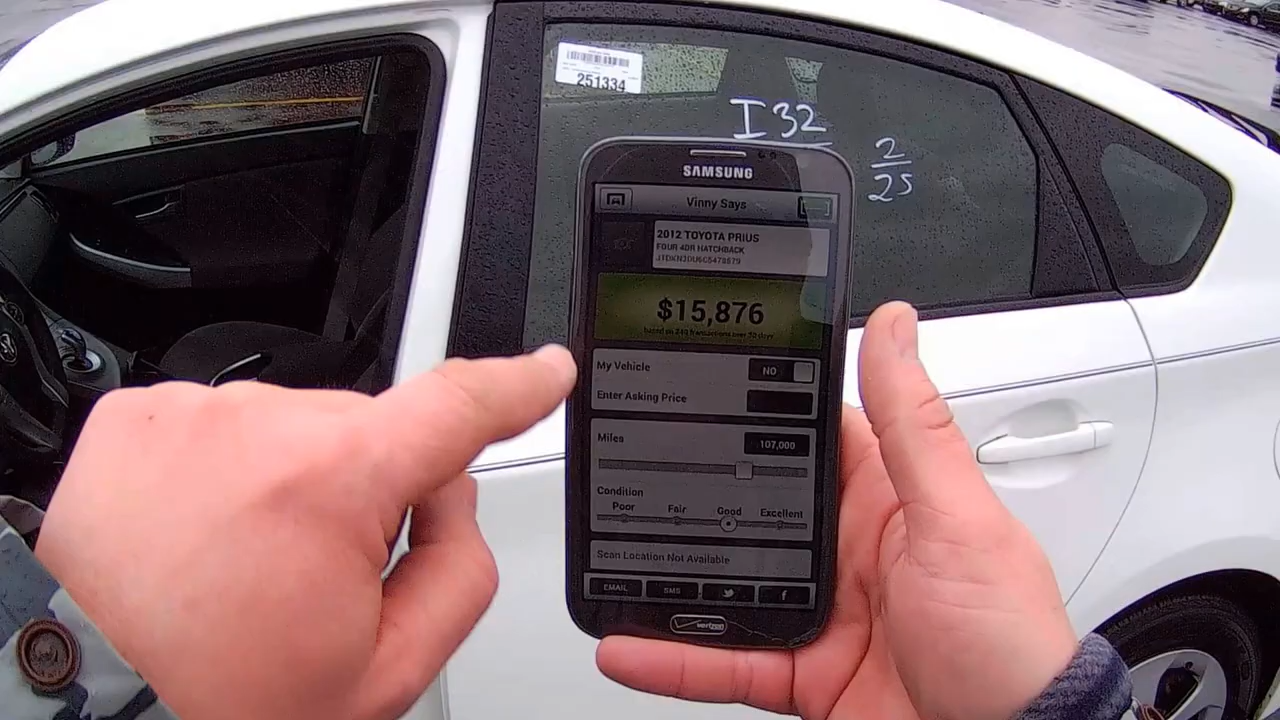 251334
I 32
2
25
SAMSUNG
Vinny Says
2012 TOYOTA PRIUS
FOUR 4DR HATCHBACK
$15,876
My Vehicle
NO
Enter Asking Price
Miles
107,000
Condition
Poor Fair Good Excellent
Scan Location Not Available
EMAIL SMS f
verizon